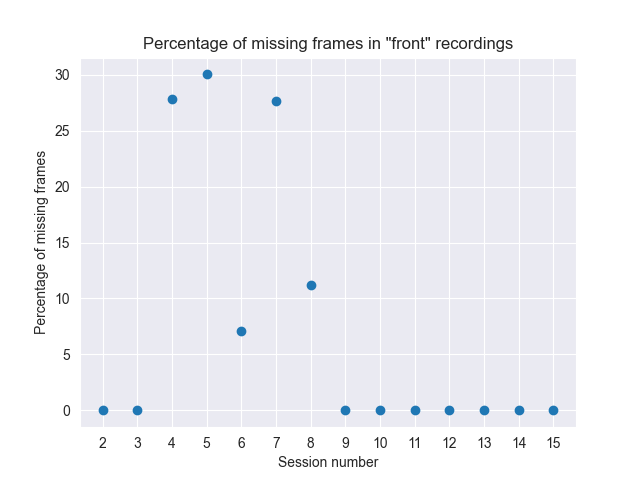 Percentage of missing frames in "front" recordings
30
25
20
15
10
5
0
Percentage of missing frames
2 3 4 5 6 7 8 9 10 11 12 13 14 15
Session number